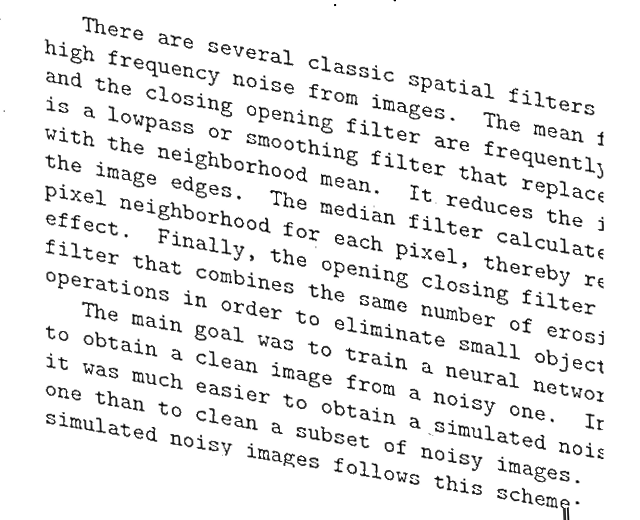 There are several classic spatial filters
high frequency noise from images. The mean f
and the closing opening filter are frequently
is a lowpass or smoothing filter that replace
with the neighborhood mean. It reduces the i
the image edges. The median filter calculate
pixel neighborhood for each pixel, thereby re
effect. Finally, the opening closing filter
filter that combines the same number of erosi
operations in order to eliminate small object
The main goal was to train a neural networ
to obtain a clean image from a noisy one. In
it was much easier to obtain a simulated nois
one than to clean a subset of noisy images.
simulated noisy images follows this scheme.